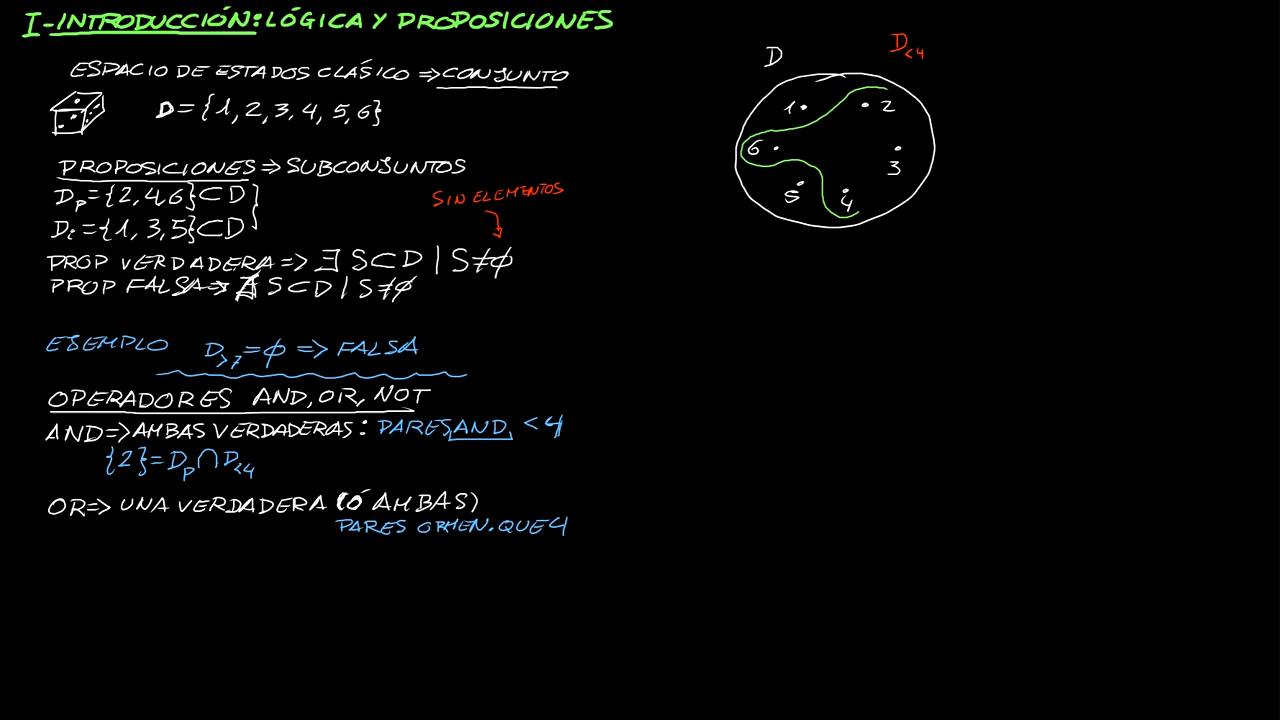 I-INTRODUCCIÓN: LÓGICA Y PROPOSICIONES
ESPACIO DE ESTADOS CLÁSICO => CONJUNTO
D = {1, 2, 3, 4, 5, 6}
PROPOSICIONES => SUBCONJUNTOS
Dp = {2, 4, 6} ⊂ D
Di = {1, 3, 5} ⊂ D
SIN ELEMENTOS
PROP VERDADERA => ∃ S ⊂ D | S ≠ φ
PROP FALSA => ∄ S ⊂ D | S ≠ φ
ESEMPLO D>7 = φ => FALSA
OPERADORES AND, OR, NOT
AND => AMBAS VERDADERAS: PARES AND < 4
{2} = Dp ∩ D<4
OR => UNA VERDADERA (Ó AMBAS)
PARES OR MEN. QUE 4
D
D<4
1
2
6
3
5
4